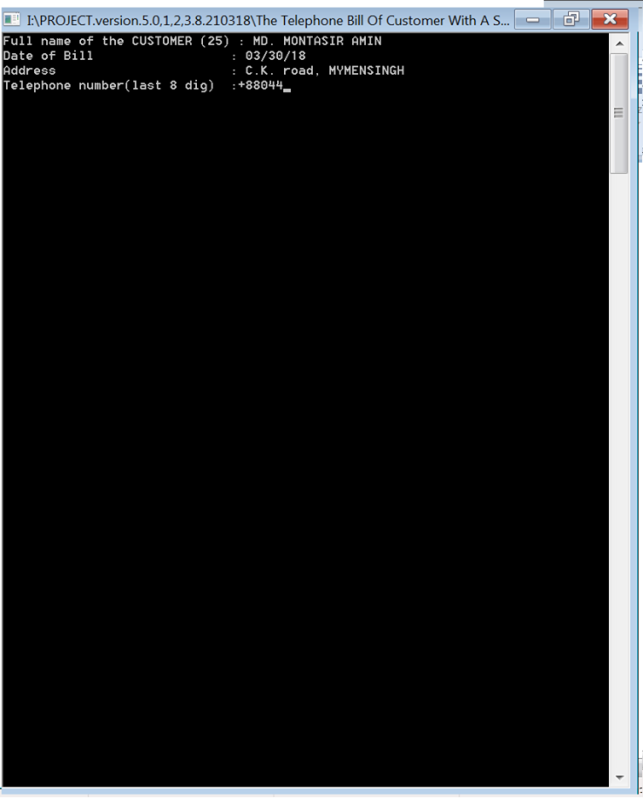 I:\PROJECT.version.5.0,1,2,3.8.210318\The Telephone Bill Of Customer With A S...
Full name of the CUSTOMER (25) : MD. MONTASIR AMIN
Date of Bill : 03/30/18
Address : C.K. road, MYMENSINGH
Telephone number(last 8 dig) :+88044_